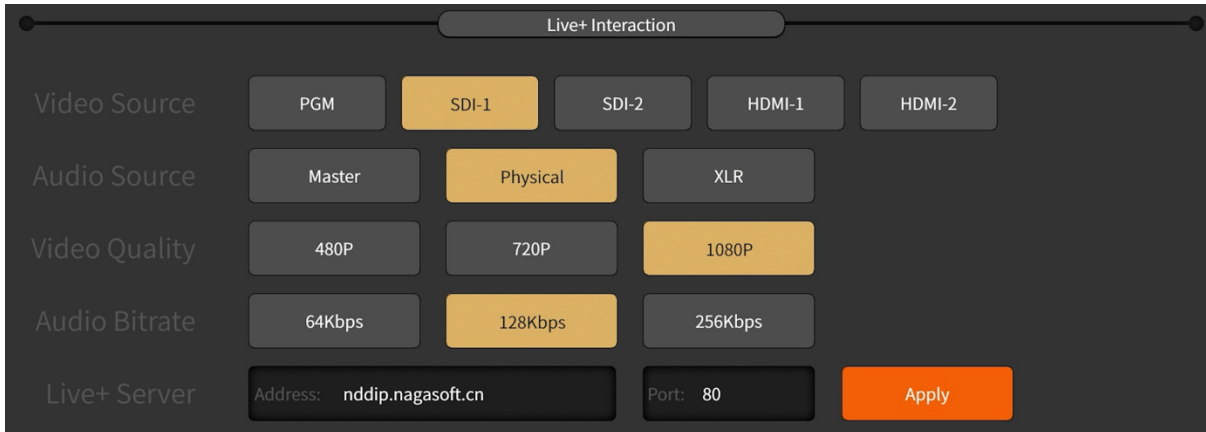 Live+ Interaction
Video Source PGM SDI-1 SDI-2 HDMI-1 HDMI-2
Audio Source Master Physical XLR
Video Quality 480P 720P 1080P
Audio Bitrate 64Kbps 128Kbps 256Kbps
Live+ Server Address: nddip.nagasoft.cn Port: 80 Apply